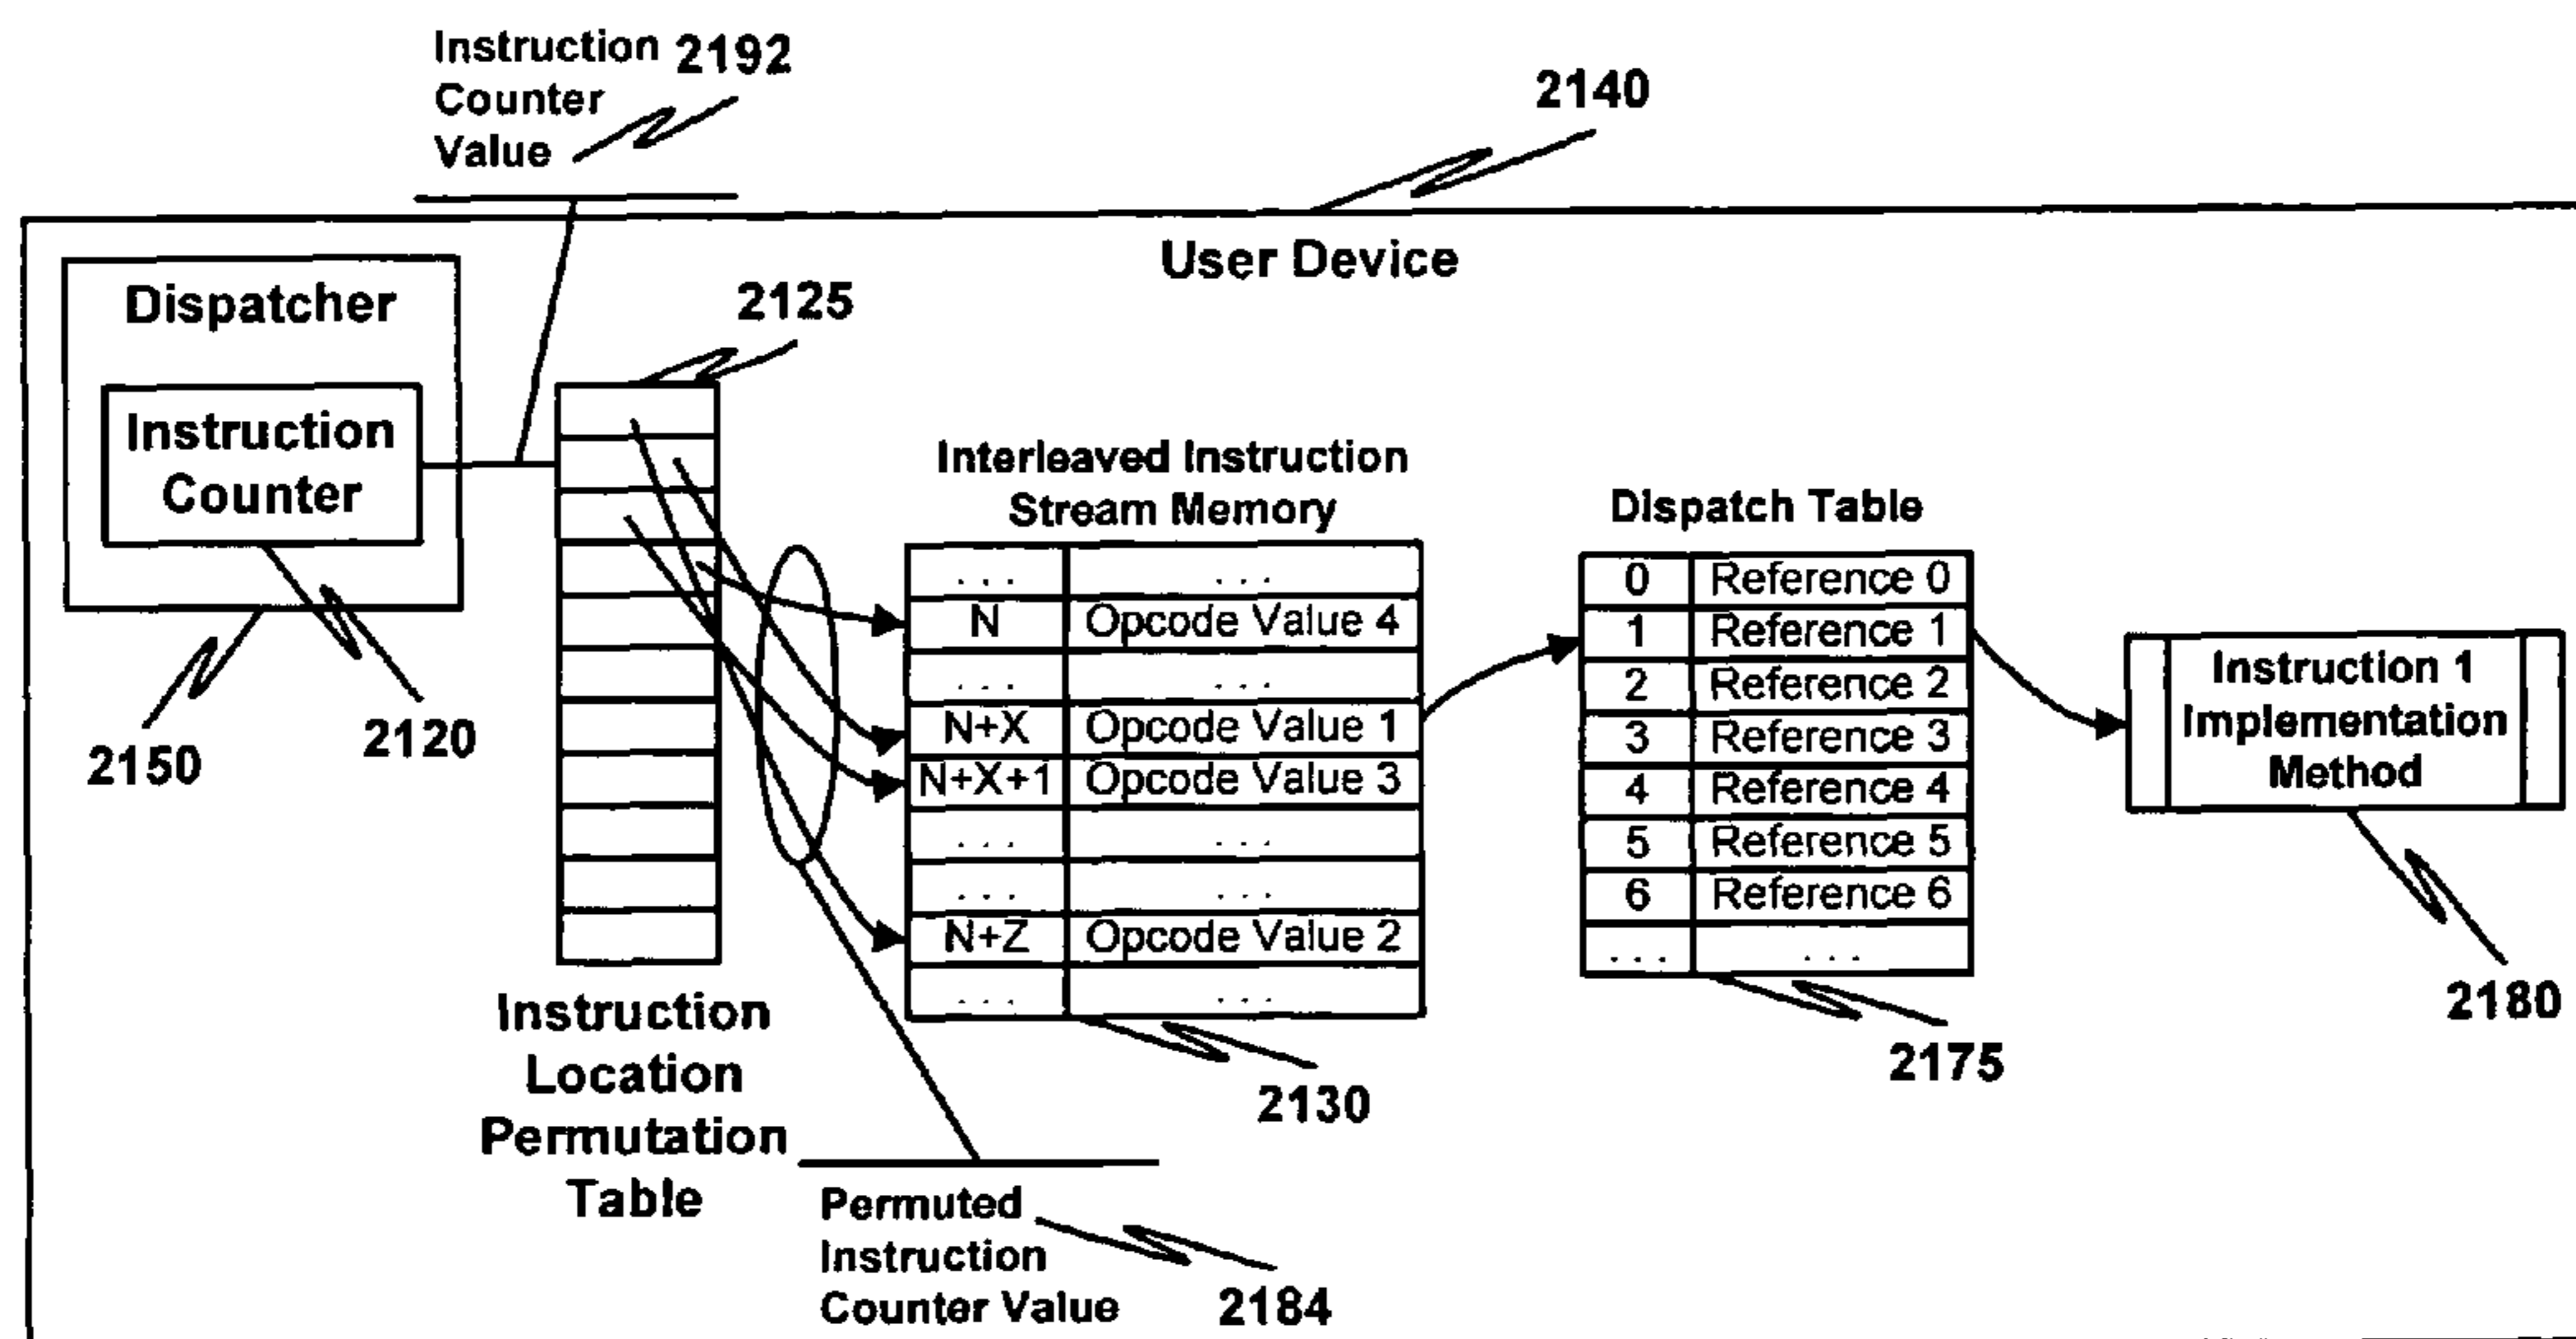 Instruction 2192
Counter
Value
2140
User Device
Dispatcher
2125
Instruction
Counter
Interleaved Instruction
Stream Memory
Dispatch Table
... ...
N Opcode Value 4
... ...
N+X Opcode Value 1
N+X+1 Opcode Value 3
... ...
... ...
N+Z Opcode Value 2
... ...
0 Reference 0
1 Reference 1
2 Reference 2
3 Reference 3
4 Reference 4
5 Reference 5
6 Reference 6
... ...
Instruction 1
Implementation
Method
2150
2120
2180
2175
2130
Instruction
Location
Permutation
Table
Permuted
Instruction
Counter Value
2184